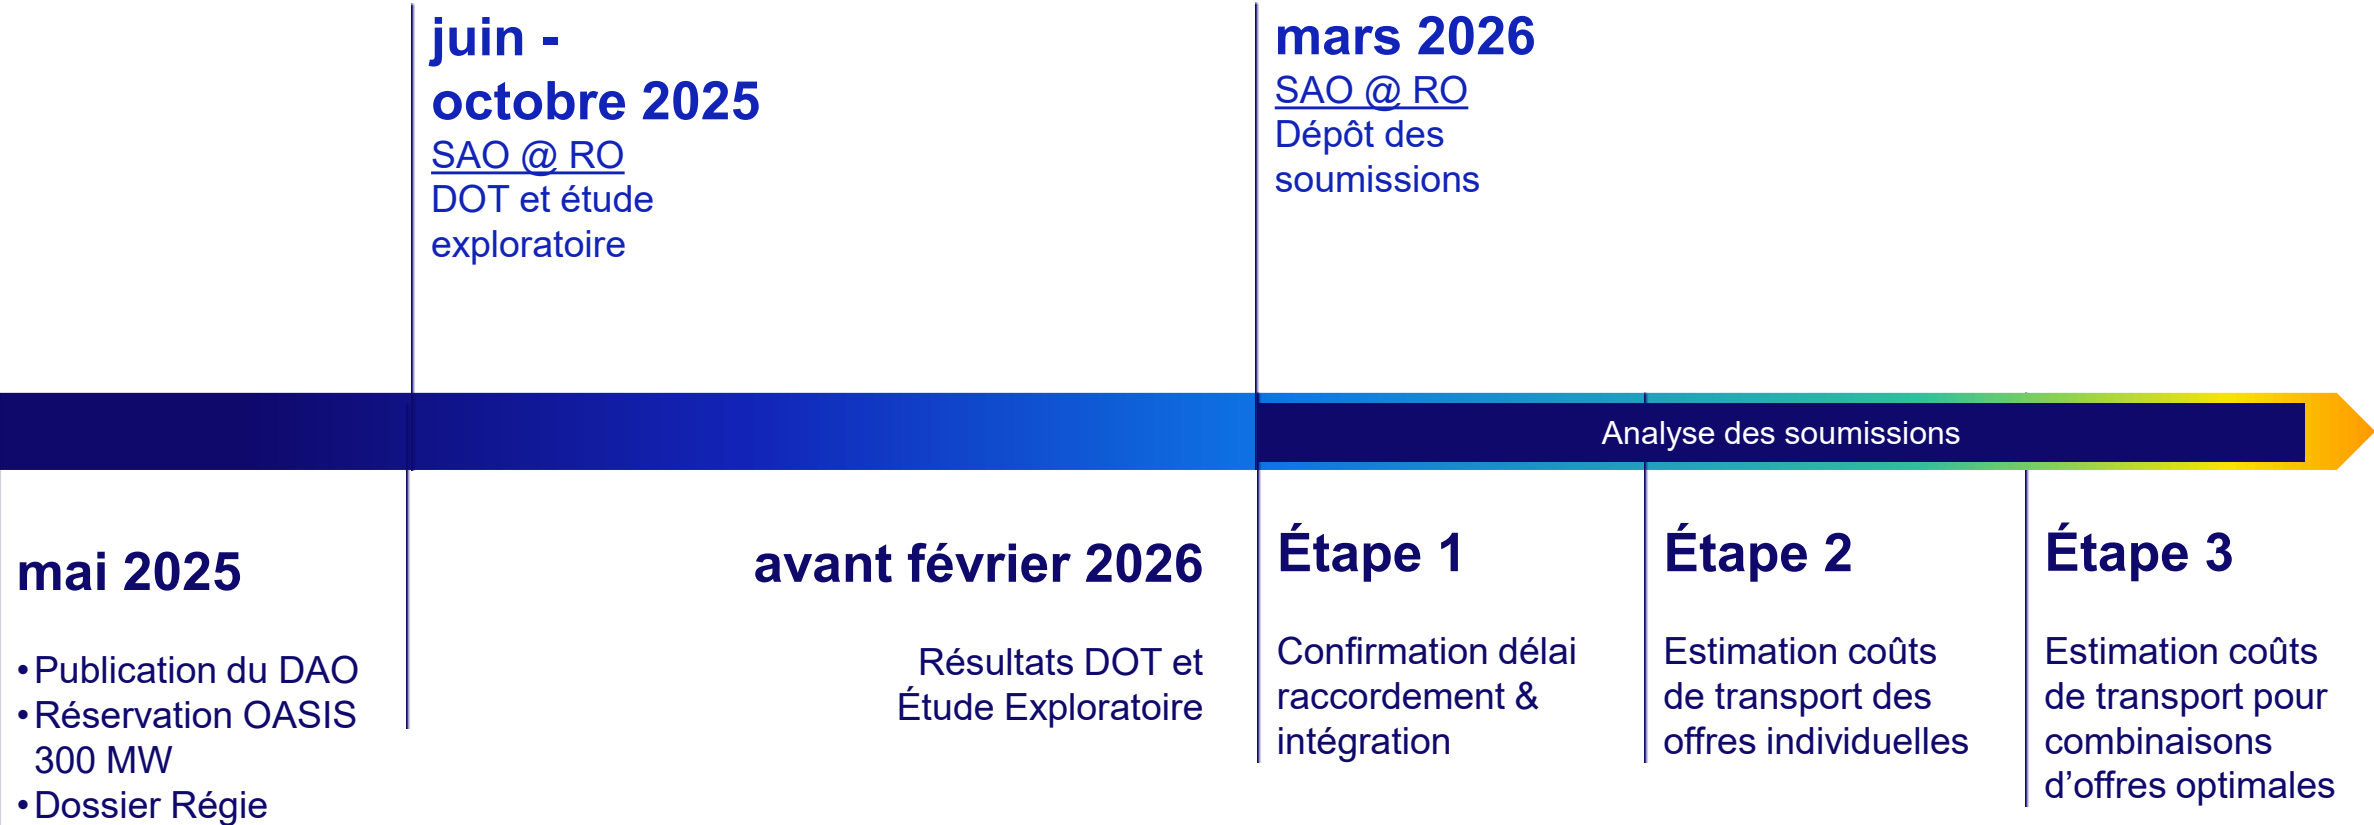 juin -
octobre 2025
SAO @ RO
DOT et étude
exploratoire
mars 2026
SAO @ RO
Dépôt des
soumissions
Analyse des soumissions
mai 2025
•Publication du DAO
•Réservation OASIS
300 MW
•Dossier Régie
avant février 2026
Résultats DOT et
Étude Exploratoire
Étape 1
Confirmation délai
raccordement &
intégration
Étape 2
Estimation coûts
de transport des
offres individuelles
Étape 3
Estimation coûts
de transport pour
combinaisons
d’offres optimales